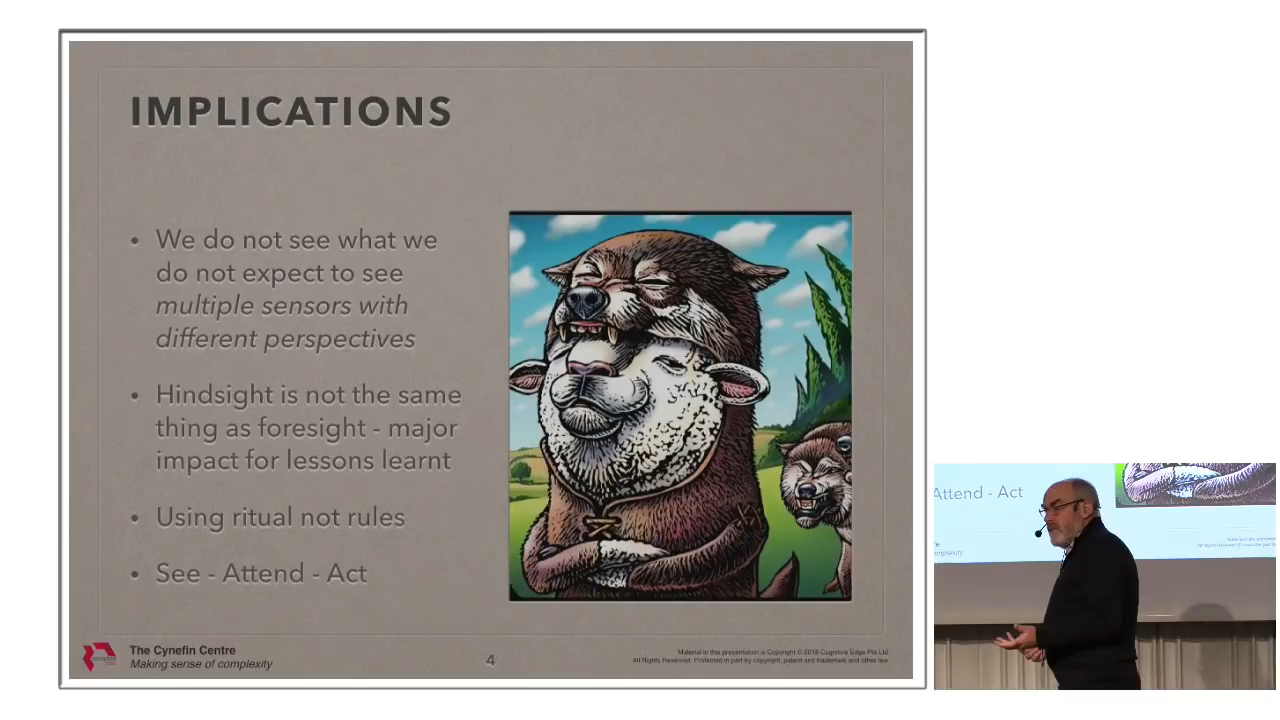 IMPLICATIONS
• We do not see what we
do not expect to see
multiple sensors with
different perspectives
• Hindsight is not the same
thing as foresight - major
impact for lessons learnt
• Using ritual not rules
• See - Attend - Act
The Cynefin Centre
Making sense of complexity
4
Material in this presentation is Copyright © 2018 Cognitive Edge Pte Ltd
All Rights Reserved. Protected in part by copyright, patent and trademark and other law
Attend - Act